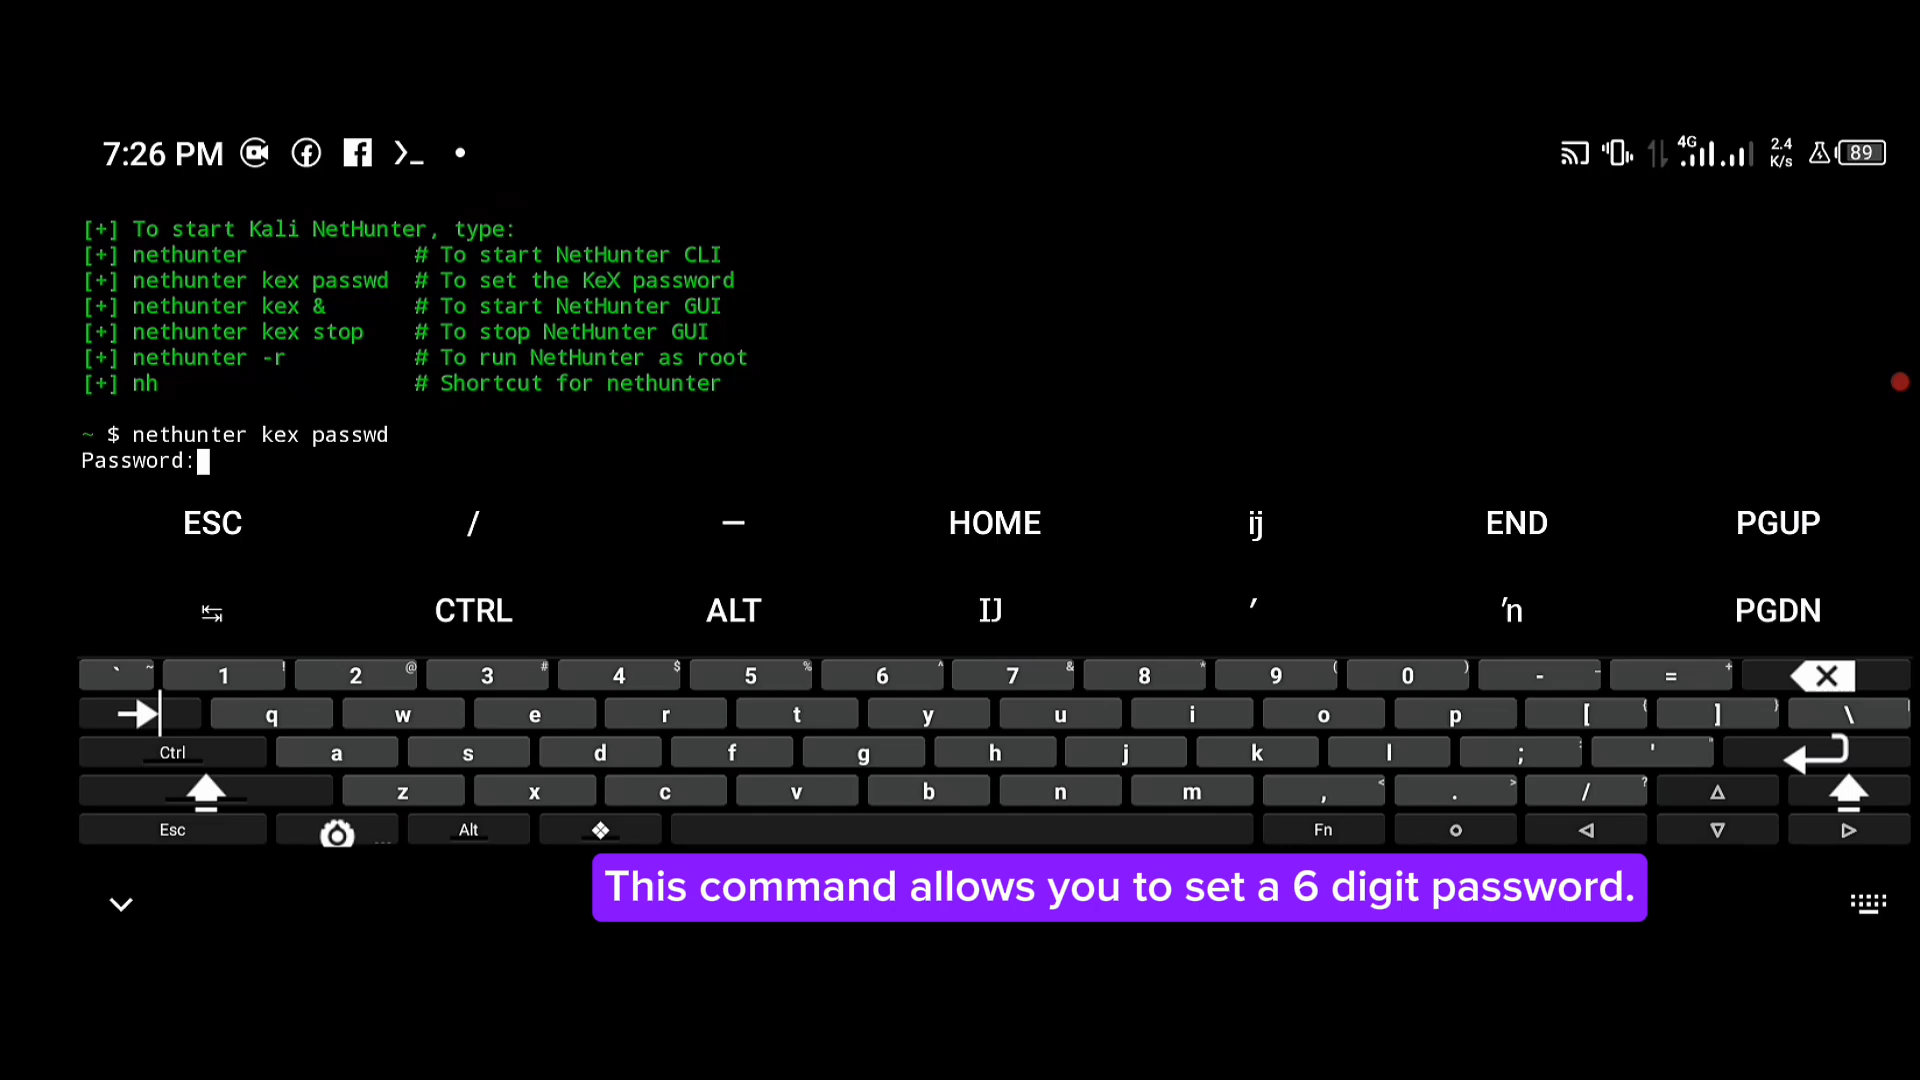 7:26 PM >_ • 4G 2.4 K/s 89
[+] To start Kali NetHunter, type:
[+] nethunter # To start NetHunter CLI
[+] nethunter kex passwd # To set the KeX password
[+] nethunter kex & # To start NetHunter GUI
[+] nethunter kex stop # To stop NetHunter GUI
[+] nethunter -r # To run NetHunter as root
[+] nh # Shortcut for nethunter
~ $ nethunter kex passwd
Password:
ESC / — HOME ij END PGUP
↹ CTRL ALT IJ ′ ŉ PGDN
` ~ 1 ! 2 @ 3 # 4 $ 5 % 6 ^ 7 & 8 * 9 ( 0 ) - _ = +
q w e r t y u i o p [ { ] } \ |
Ctrl a s d f g h j k l ; : ' "
z x c v b n m , < . > / ?
Esc ... Alt Fn
This command allows you to set a 6 digit password.